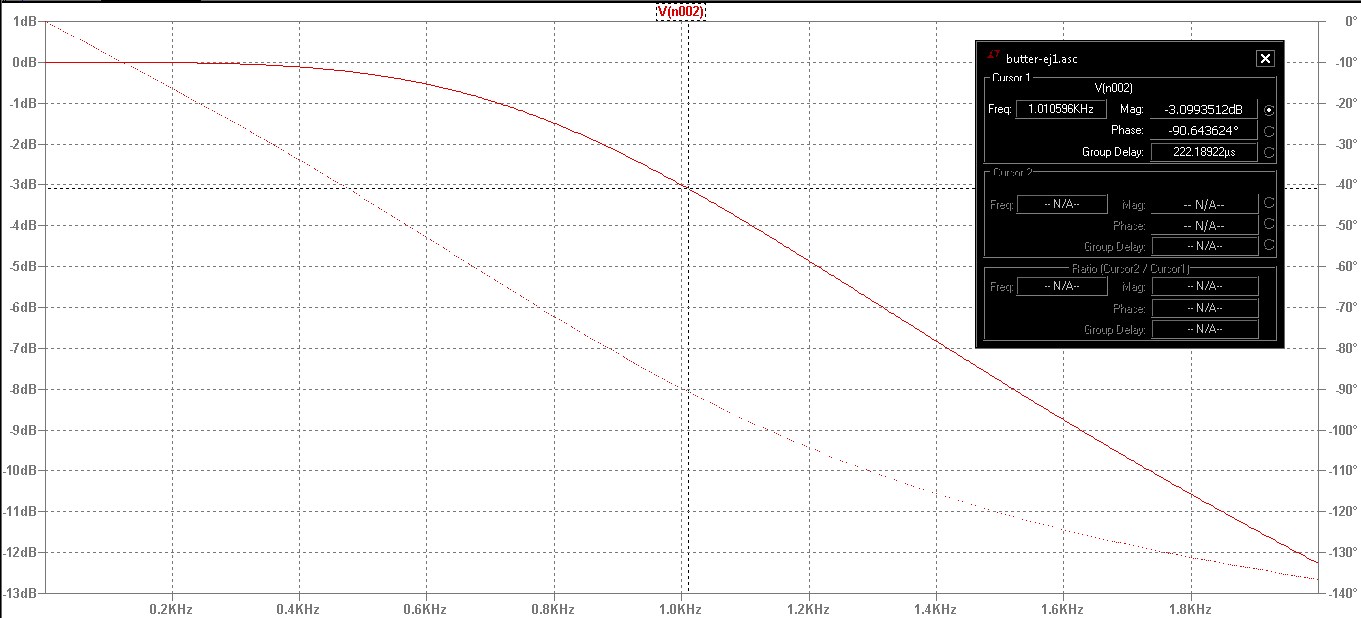 V(n002)
1dB
0dB
-1dB
-2dB
-3dB
-4dB
-5dB
-6dB
-7dB
-8dB
-9dB
-10dB
-11dB
-12dB
-13dB
0°
-10°
-20°
-30°
-40°
-50°
-60°
-70°
-80°
-90°
-100°
-110°
-120°
-130°
-140°
0.2KHz 0.4KHz 0.6KHz 0.8KHz 1.0KHz 1.2KHz 1.4KHz 1.6KHz 1.8KHz
butter-ej1.asc
Cursor 1
V(n002)
Freq: 1.010596KHz Mag: -3.0993512dB
Phase: -90.643624°
Group Delay: 222.18922µs
Cursor 2
Freq: -- N/A-- Mag: -- N/A--
Phase: -- N/A--
Group Delay: -- N/A--
Ratio (Cursor2 / Cursor1)
Freq: -- N/A-- Mag: -- N/A--
Phase: -- N/A--
Group Delay: -- N/A--